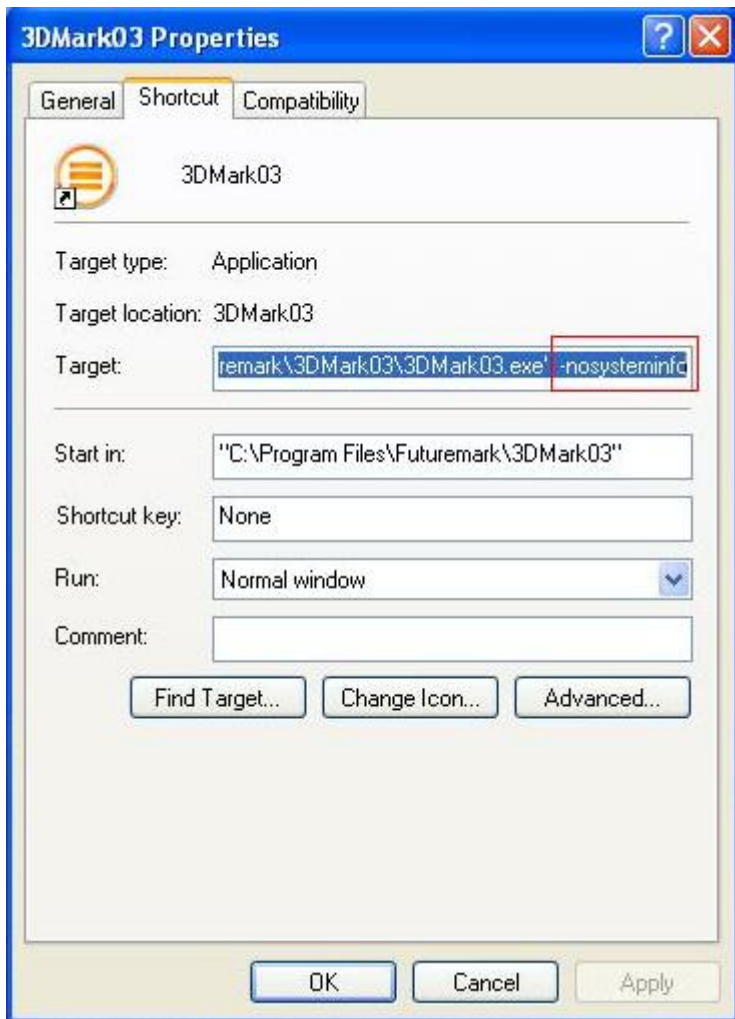 3DMark03 Properties
General Shortcut Compatibility
3DMark03
Target type: Application
Target location: 3DMark03
Target: remark\3DMark03\3DMark03.exe" -nosysteminfo
Start in: "C:\Program Files\Futuremark\3DMark03"
Shortcut key: None
Run: Normal window
Comment:
Find Target... Change Icon... Advanced...
OK Cancel Apply